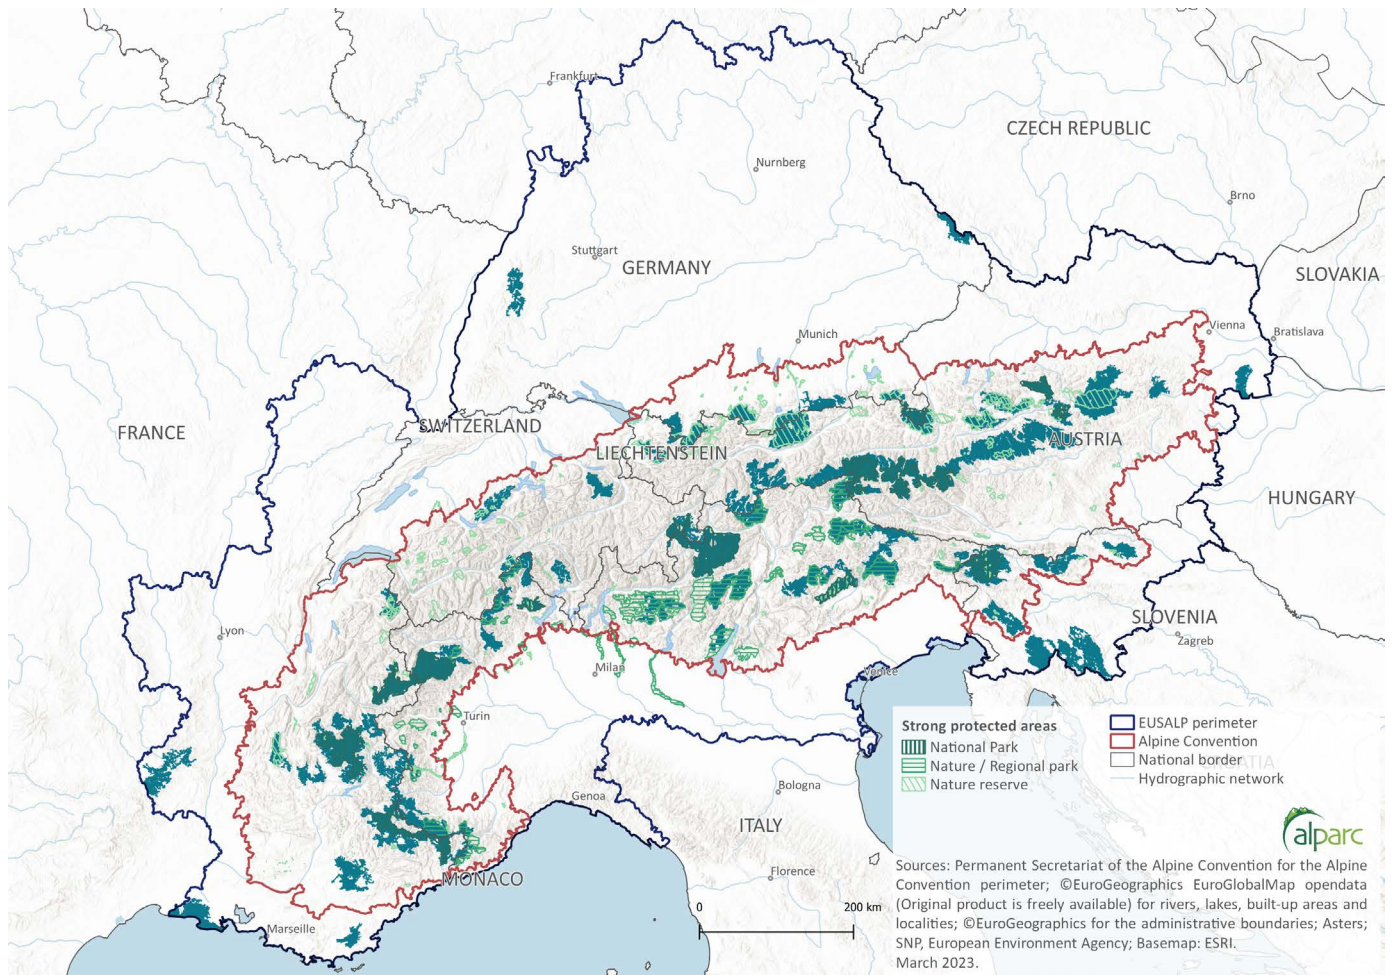 Frankfurt
CZECH REPUBLIC
Nurnberg
Brno
Stuttgart
GERMANY
SLOVAKIA
Munich
Vienna
Bratislava
FRANCE
SWITZERLAND
AUSTRIA
LIECHTENSTEIN
HUNGARY
Lyon
SLOVENIA
Zagreb
Milan
Venice
Turin
Genoa
Bologna
ITALY
Florence
MONACO
Marseille
0 200 km
Strong protected areas
National Park
Nature / Regional park
Nature reserve
EUSALP perimeter
Alpine Convention
National border
Hydrographic network
alparc
Sources: Permanent Secretariat of the Alpine Convention for the Alpine
Convention perimeter; ©EuroGeographics EuroGlobalMap opendata
(Original product is freely available) for rivers, lakes, built-up areas and
localities; ©EuroGeographics for the administrative boundaries; Asters;
SNP, European Environment Agency; Basemap: ESRI.
March 2023.